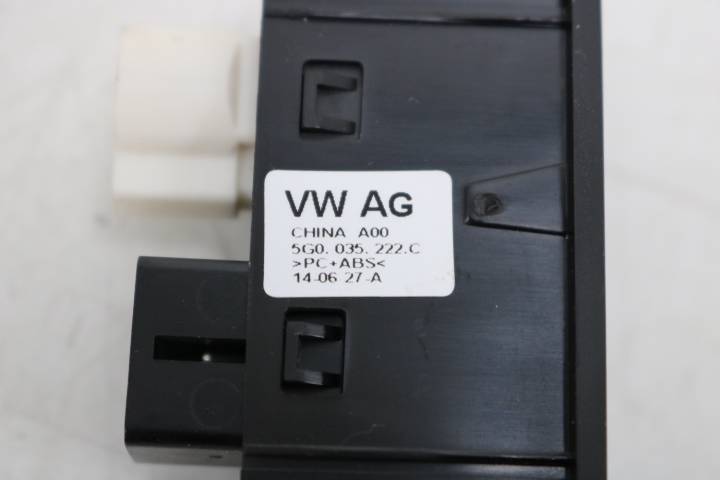 VW AG
CHINA A00
5G0. 035. 222.C
>PC+ABS<
14-06 27-A